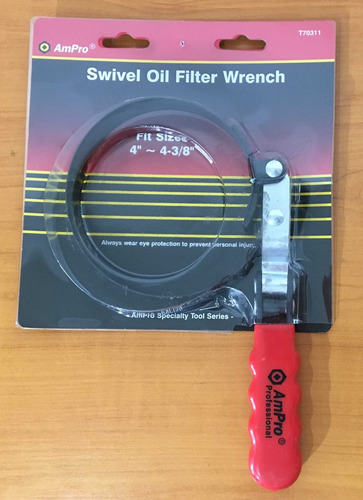 T70311
AmPro®
Swivel Oil Filter Wrench
Fit Sizes
4" ~ 4-3/8"
Always wear eye protection to prevent personal injury.
- AmPro Specialty Tool Series -
AmPro®
Professional